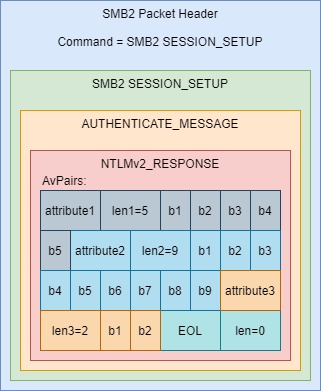 SMB2 Packet Header
Command = SMB2 SESSION_SETUP
SMB2 SESSION_SETUP
AUTHENTICATE_MESSAGE
NTLMv2_RESPONSE
AvPairs:
attribute1 len1=5 b1 b2 b3 b4
b5 attribute2 len2=9 b1 b2 b3
b4 b5 b6 b7 b8 b9 attribute3
len3=2 b1 b2 EOL len=0